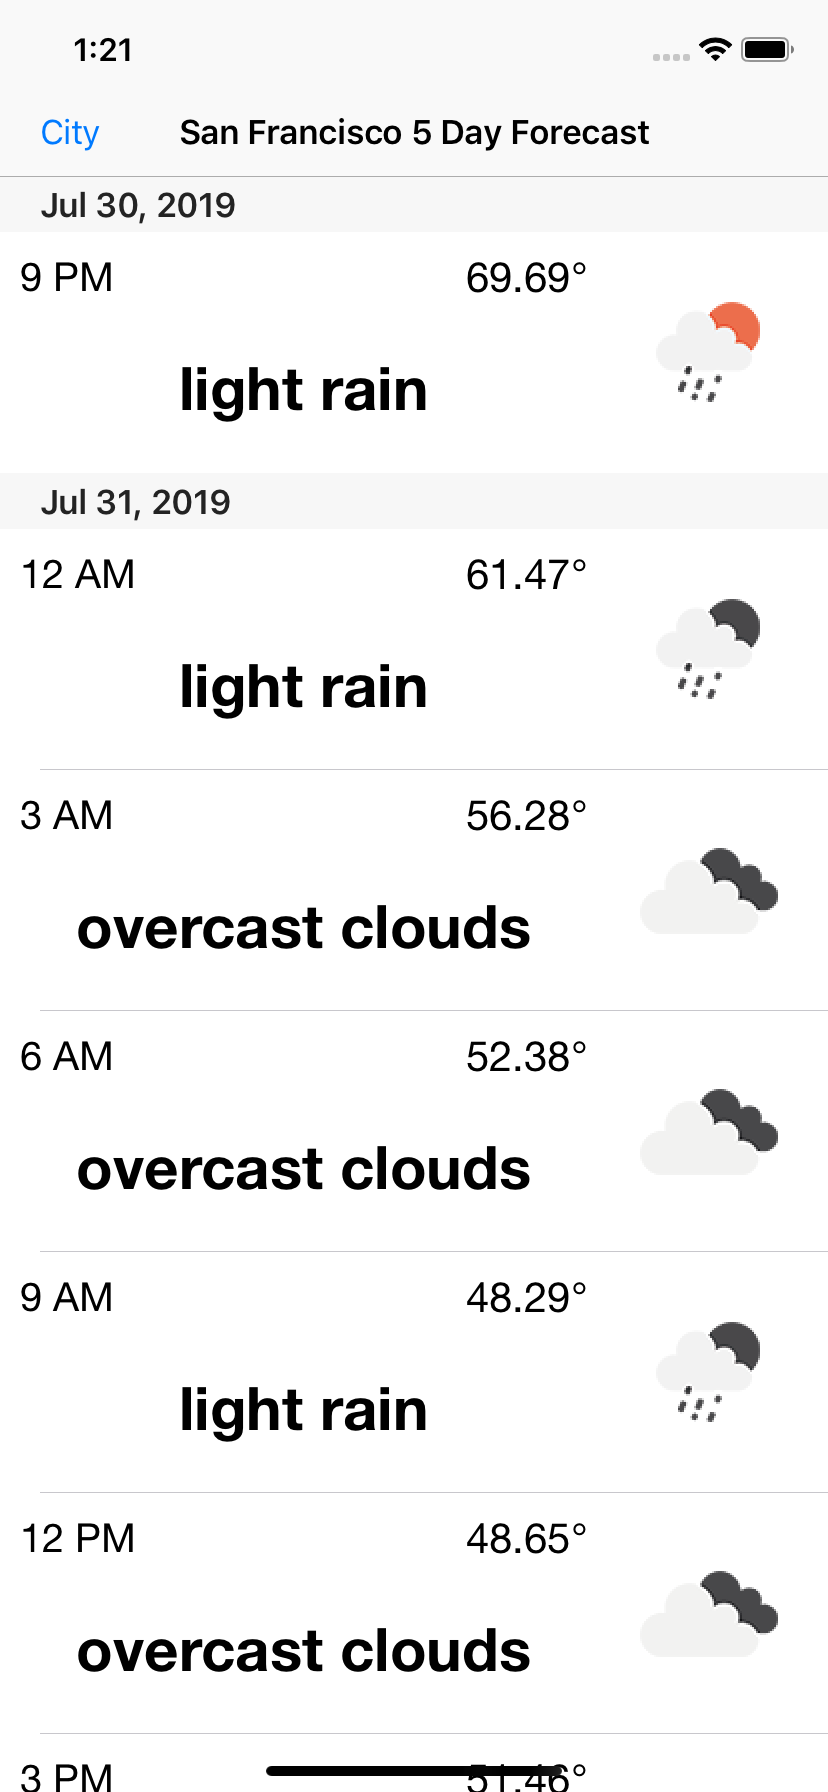 1:21
City San Francisco 5 Day Forecast
Jul 30, 2019
9 PM 69.69°
light rain
Jul 31, 2019
12 AM 61.47°
light rain
3 AM 56.28°
overcast clouds
6 AM 52.38°
overcast clouds
9 AM 48.29°
light rain
12 PM 48.65°
overcast clouds
3 PM 51.46°